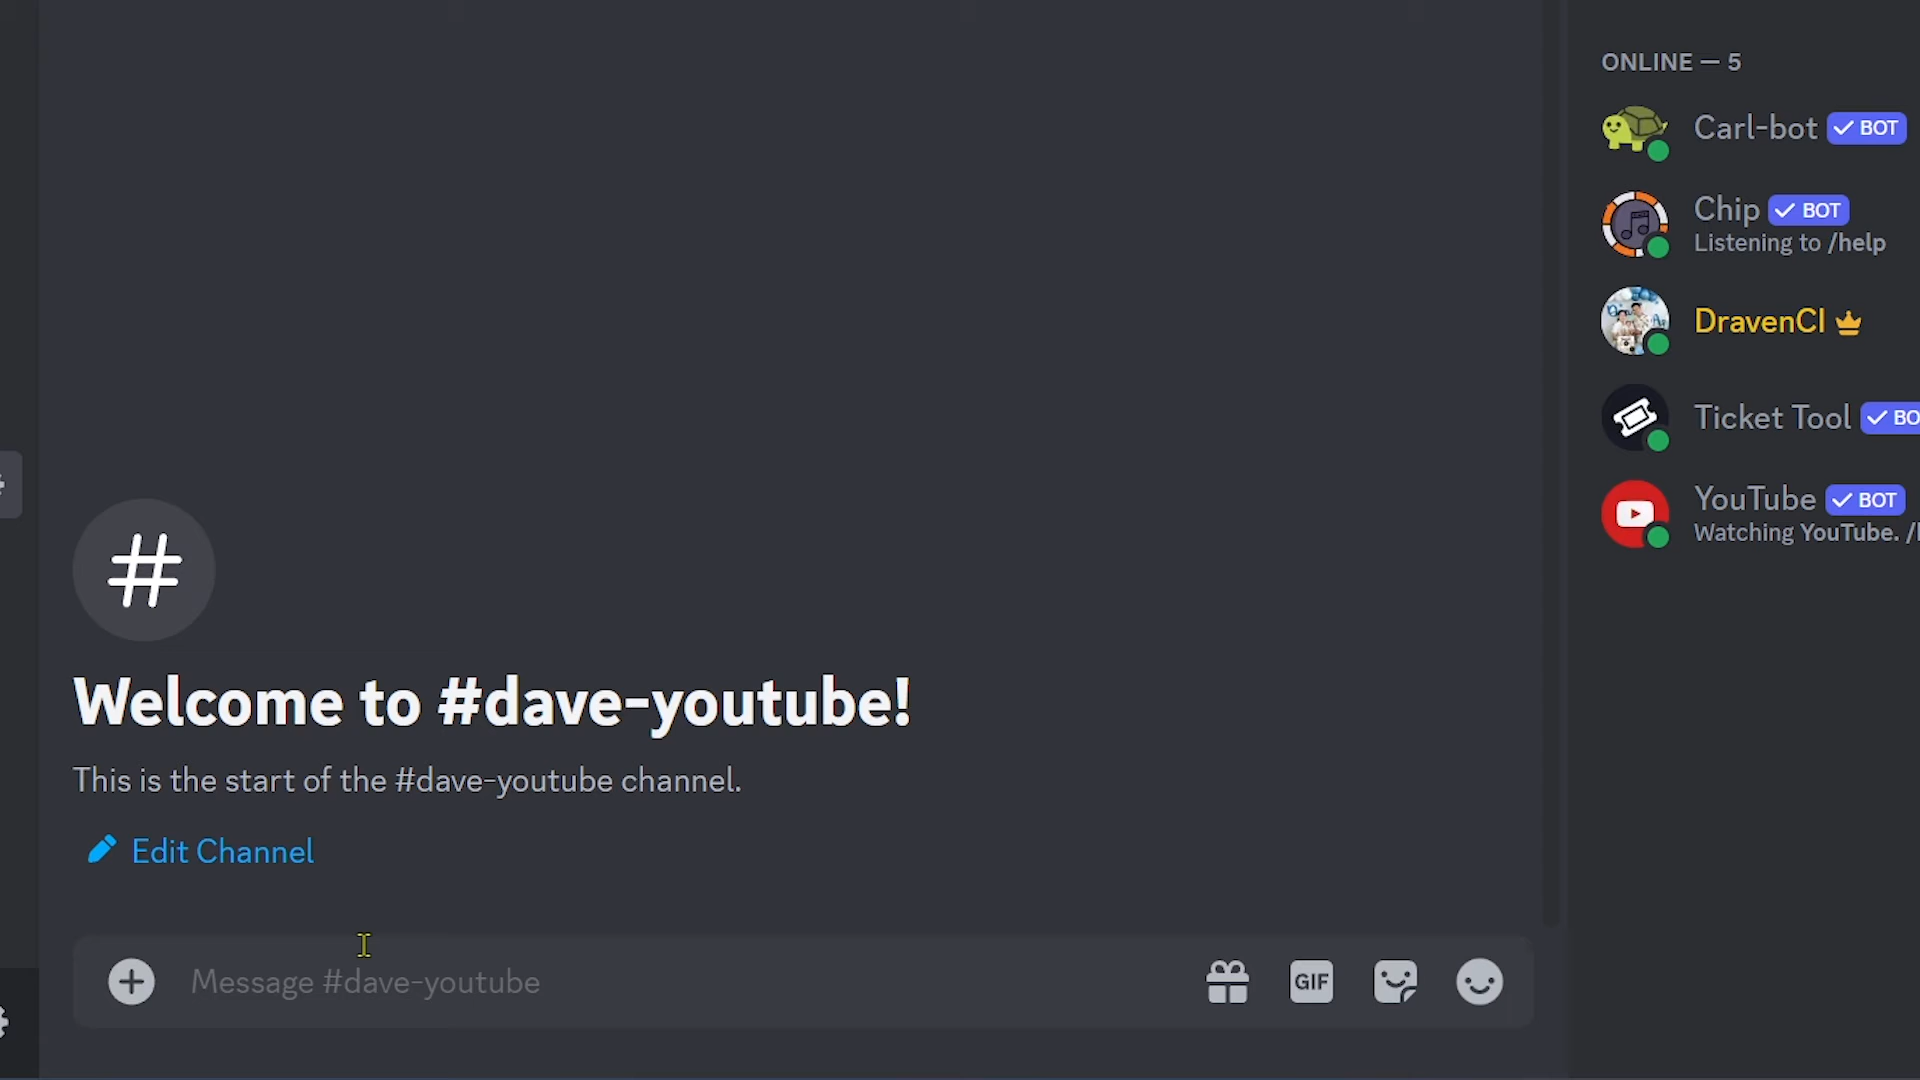 ONLINE — 5
Carl-bot ✓ BOT
Chip ✓ BOT
Listening to /help
DravenCI
Ticket Tool ✓ BO
YouTube ✓ BOT
Watching YouTube. /
#
Welcome to #dave-youtube!
This is the start of the #dave-youtube channel.
Edit Channel
Message #dave-youtube
GIF